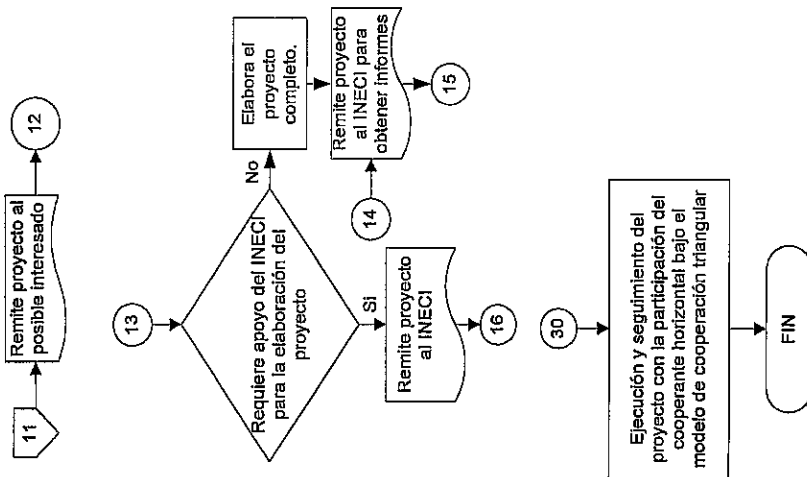 11
Remite proyecto al
posible interesado
12
13
Requiere apoyo del INECI
para la elaboración del
proyecto
No
Elabora el
proyecto
completo.
14
Remite proyecto
al INECI para
obtener informes
15
Si
Remite proyecto
al INECI
16
30
Ejecución y seguimiento del
proyecto con la participación del
cooperante horizontal bajo el
modelo de cooperación triangular
FIN